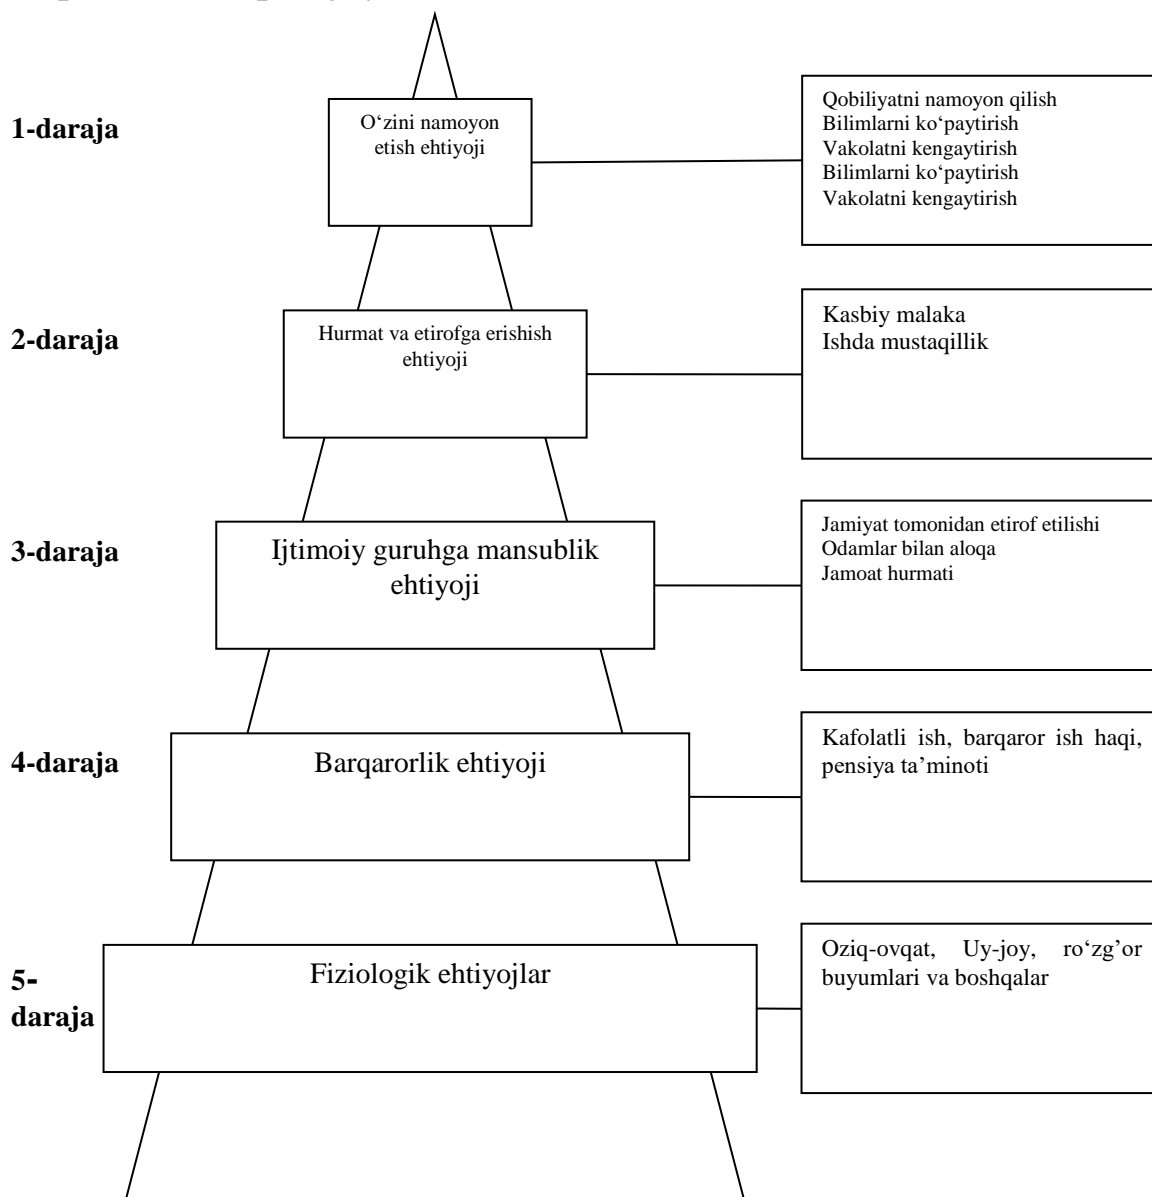 1-daraja
O‘zini namoyon
etish ehtiyoji
Qobiliyatni namoyon qilish
Bilimlarni ko‘paytirish
Vakolatni kengaytirish
Bilimlarni ko‘paytirish
Vakolatni kengaytirish
2-daraja
Hurmat va etirofga erishish
ehtiyoji
Kasbiy malaka
Ishda mustaqillik
3-daraja
Ijtimoiy guruhga mansublik
ehtiyoji
Jamiyat tomonidan etirof etilishi
Odamlar bilan aloqa
Jamoat hurmati
4-daraja
Barqarorlik ehtiyoji
Kafolatli ish, barqaror ish haqi,
pensiya ta’minoti
5-
daraja
Fiziologik ehtiyojlar
Oziq-ovqat, Uy-joy, ro‘zg’or
buyumlari va boshqalar